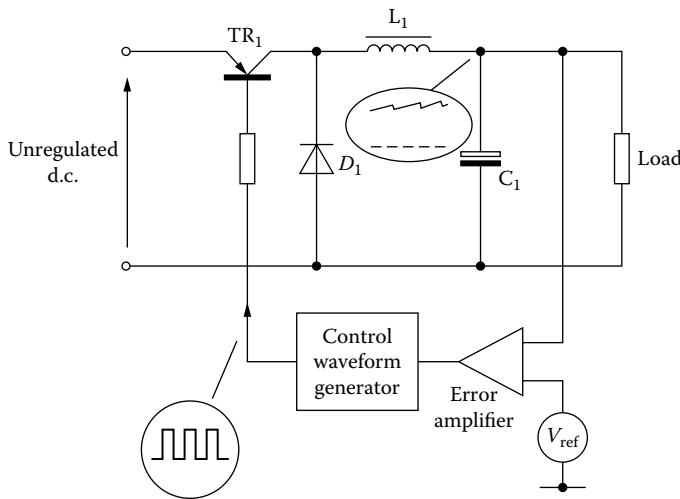 TR₁
L₁
Unregulated
d.c.
D₁
C₁
Load
Control
waveform
generator
Error
amplifier
Vref